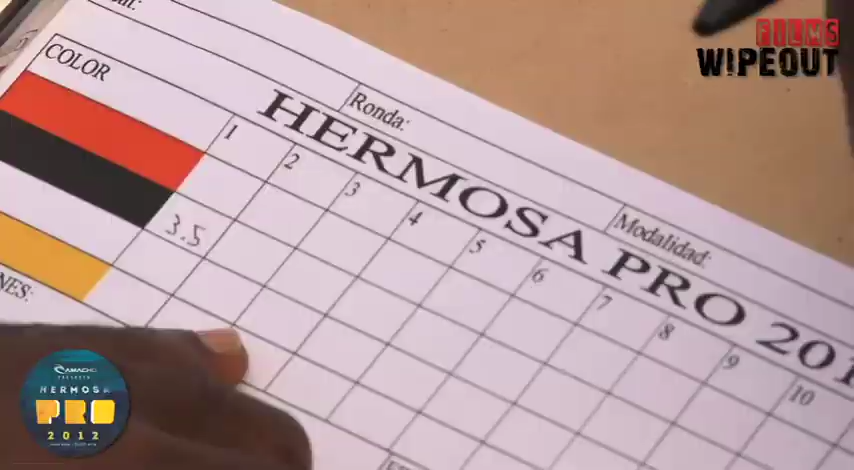 FILMS
WIPEOUT
Ronda:
Modalidad:
COLOR
HERMOSA PRO 201
1 2 3 4 5 6 7 8 9 10
3.5
NES:
CAMACHO
HERMOSA
PRO
2012